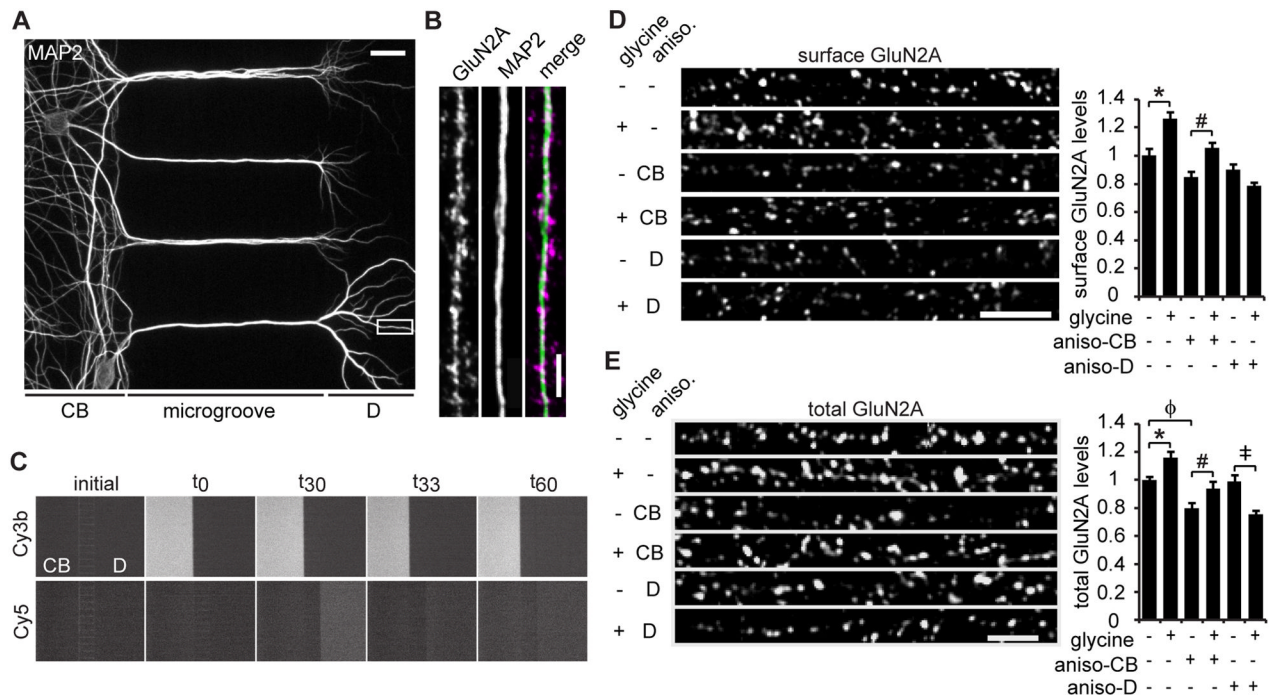 A
MAP2
CB microgroove D
B
GluN2A MAP2 merge
C
initial t0 t30 t33 t60
Cy3b
CB D
Cy5
D
glycine aniso.
surface GluN2A
- -
+ -
- CB
+ CB
- D
+ D
surface GluN2A levels
1.4
1.2
1
0.8
0.6
0.4
0.2
0
* #
glycine - + - + - +
aniso-CB - - + + - -
aniso-D - - - - + +
E
glycine aniso.
total GluN2A
- -
+ -
- CB
+ CB
- D
+ D
total GluN2A levels
1.4
1.2
1
0.8
0.6
0.4
0.2
0
ϕ
* # ‡
glycine - + - + - +
aniso-CB - - + + - -
aniso-D - - - - + +